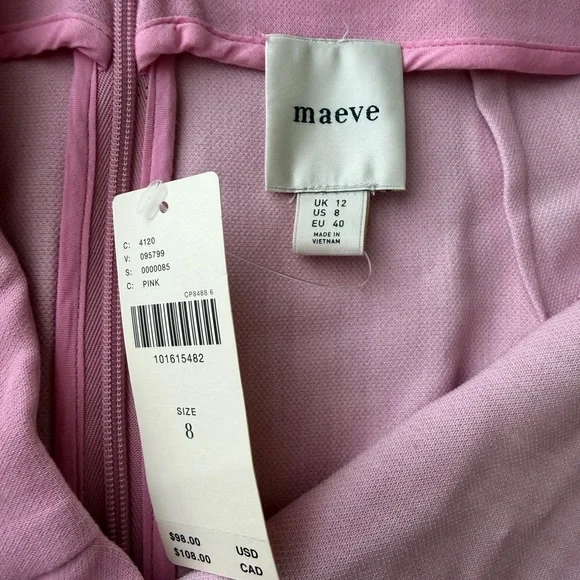 maeve
UK 12
US 8
EU 40
MADE IN
VIETNAM
C: 4120
V: 095799
S: 0000085
C: PINK
CP8488 6
101615482
SIZE
8
$98.00 USD
$108.00 CAD